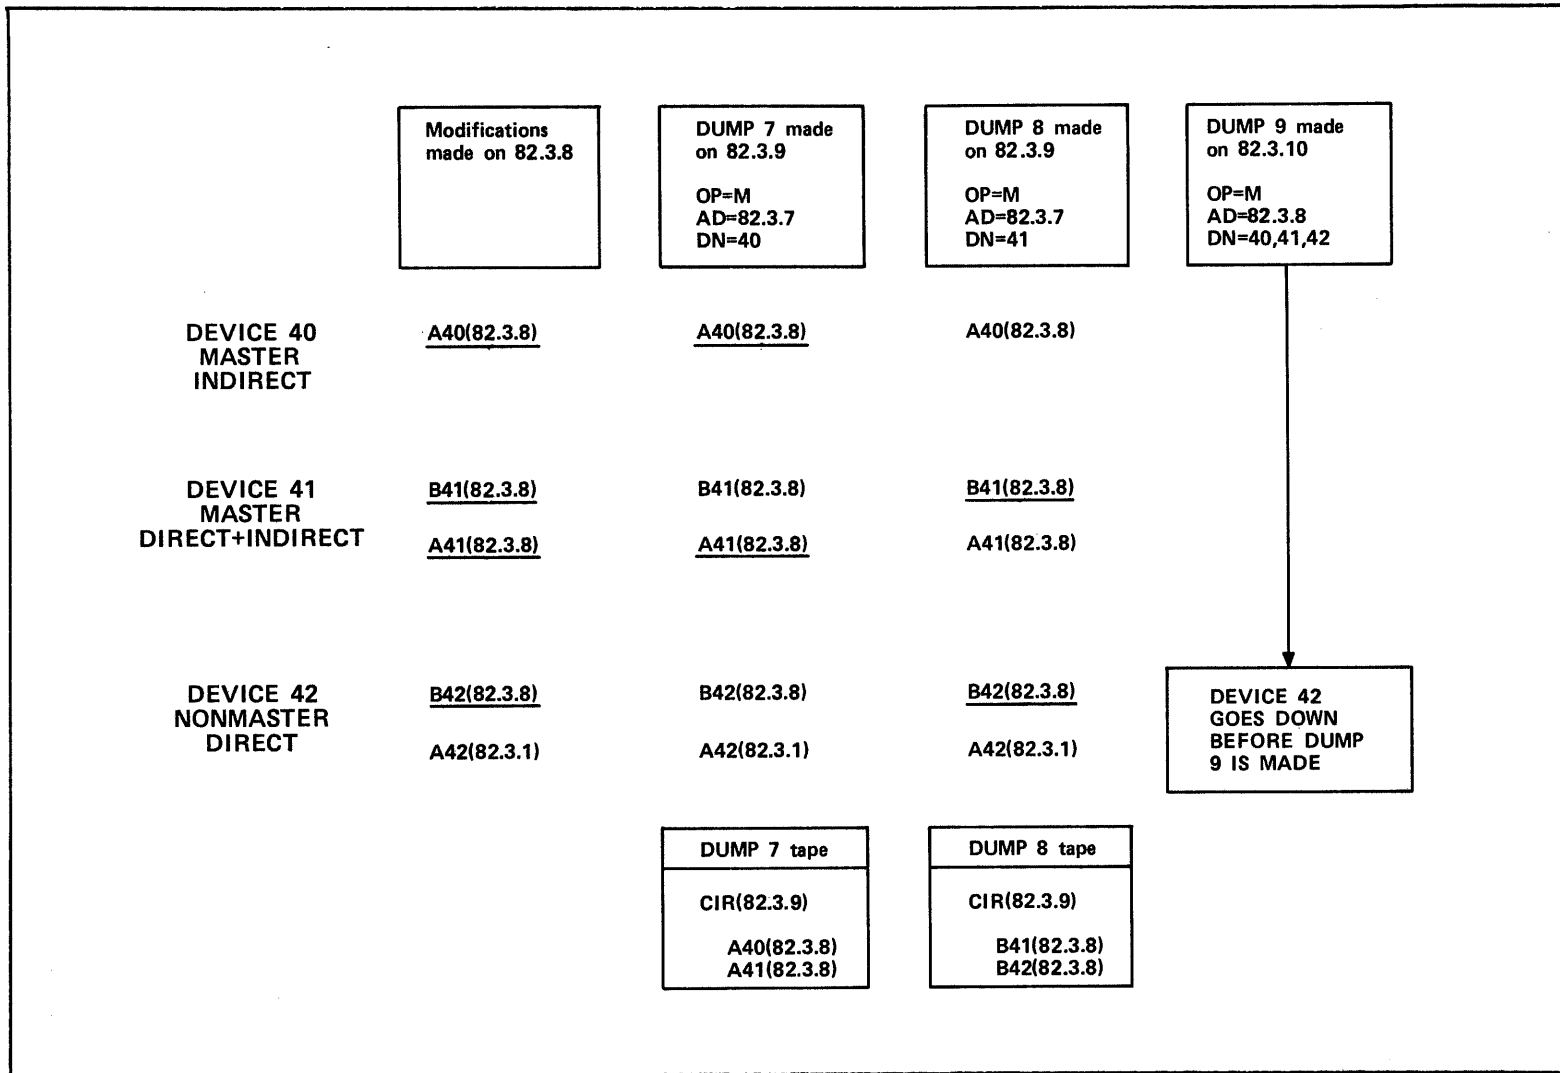 Modifications
made on 82.3.8
DUMP 7 made
on 82.3.9
OP=M
AD=82.3.7
DN=40
DUMP 8 made
on 82.3.9
OP=M
AD=82.3.7
DN=41
DUMP 9 made
on 82.3.10
OP=M
AD=82.3.8
DN=40,41,42
DEVICE 40
MASTER
INDIRECT
A40(82.3.8)
A40(82.3.8)
A40(82.3.8)
DEVICE 41
MASTER
DIRECT+INDIRECT
B41(82.3.8)
B41(82.3.8)
B41(82.3.8)
A41(82.3.8)
A41(82.3.8)
A41(82.3.8)
DEVICE 42
NONMASTER
DIRECT
B42(82.3.8)
B42(82.3.8)
B42(82.3.8)
A42(82.3.1)
A42(82.3.1)
A42(82.3.1)
DEVICE 42
GOES DOWN
BEFORE DUMP
9 IS MADE
DUMP 7 tape
CIR(82.3.9)
A40(82.3.8)
A41(82.3.8)
DUMP 8 tape
CIR(82.3.9)
B41(82.3.8)
B42(82.3.8)